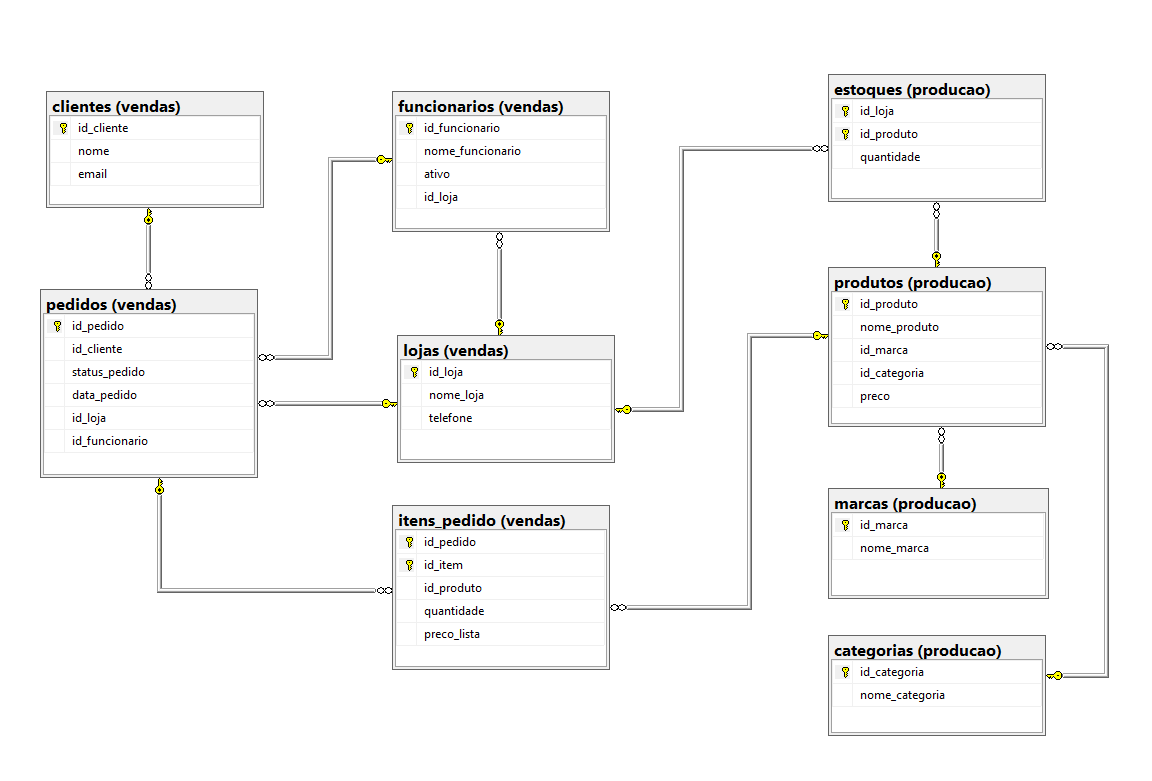 clientes (vendas)
id_cliente
nome
email
funcionarios (vendas)
id_funcionario
nome_funcionario
ativo
id_loja
estoques (producao)
id_loja
id_produto
quantidade
pedidos (vendas)
id_pedido
id_cliente
status_pedido
data_pedido
id_loja
id_funcionario
lojas (vendas)
id_loja
nome_loja
telefone
produtos (producao)
id_produto
nome_produto
id_marca
id_categoria
preco
itens_pedido (vendas)
id_pedido
id_item
id_produto
quantidade
preco_lista
marcas (producao)
id_marca
nome_marca
categorias (producao)
id_categoria
nome_categoria